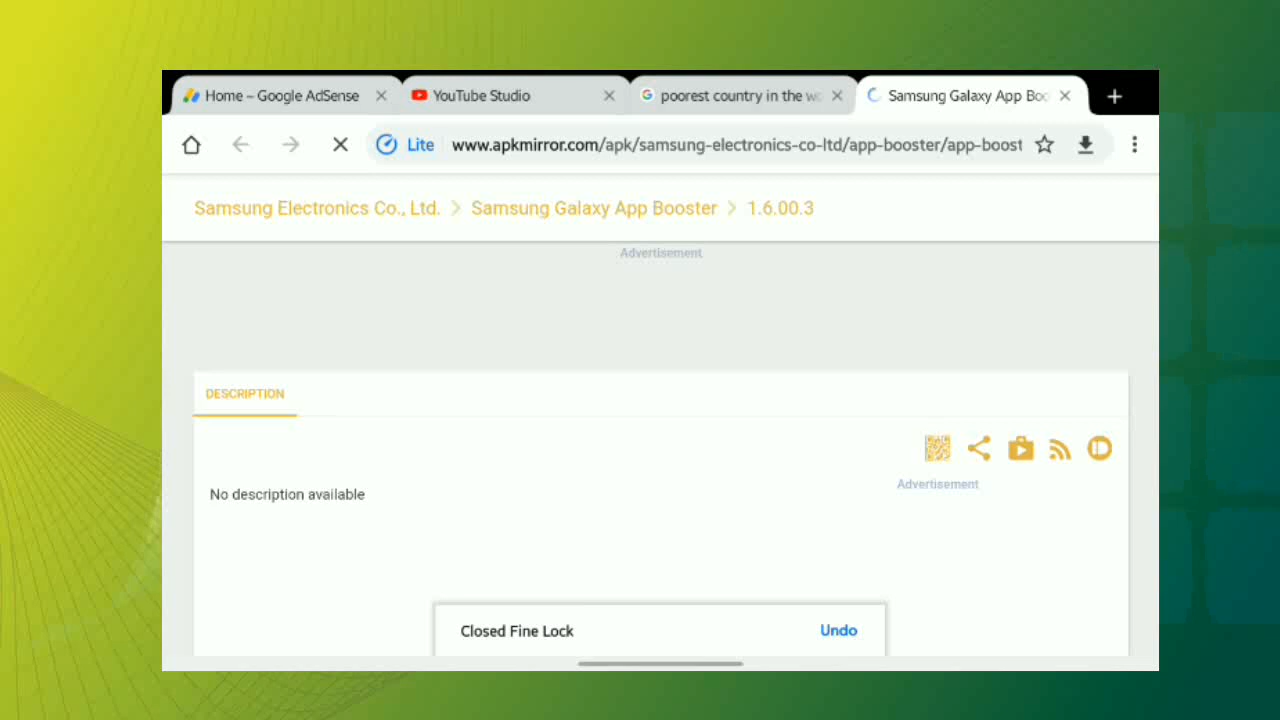 Home – Google AdSense
YouTube Studio
poorest country in the wo
Samsung Galaxy App Boo
Lite
www.apkmirror.com/apk/samsung-electronics-co-ltd/app-booster/app-boost
Samsung Electronics Co., Ltd. > Samsung Galaxy App Booster > 1.6.00.3
Advertisement
DESCRIPTION
Advertisement
No description available
Closed Fine Lock
Undo